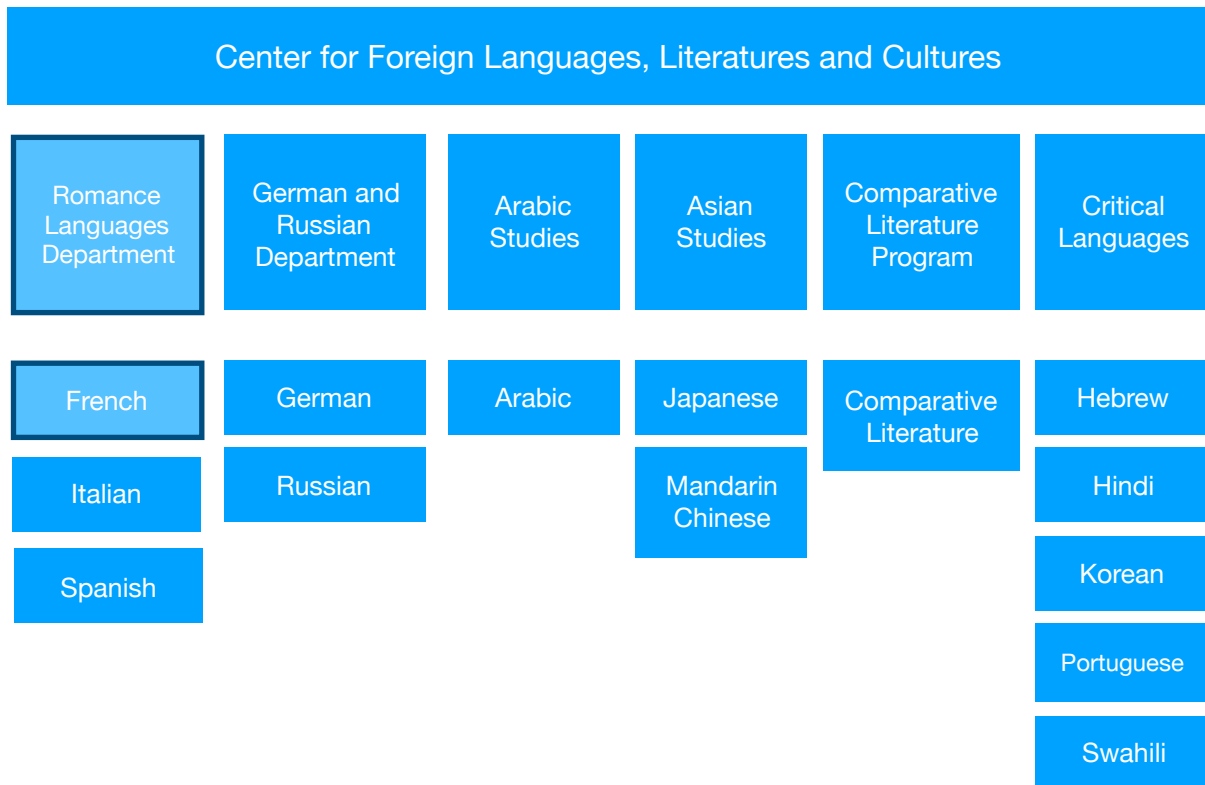 Center for Foreign Languages, Literatures and Cultures
Romance
Languages
Department
German and
Russian
Department
Arabic
Studies
Asian
Studies
Comparative
Literature
Program
Critical
Languages
French
Italian
Spanish
German
Russian
Arabic
Japanese
Mandarin
Chinese
Comparative
Literature
Hebrew
Hindi
Korean
Portuguese
Swahili